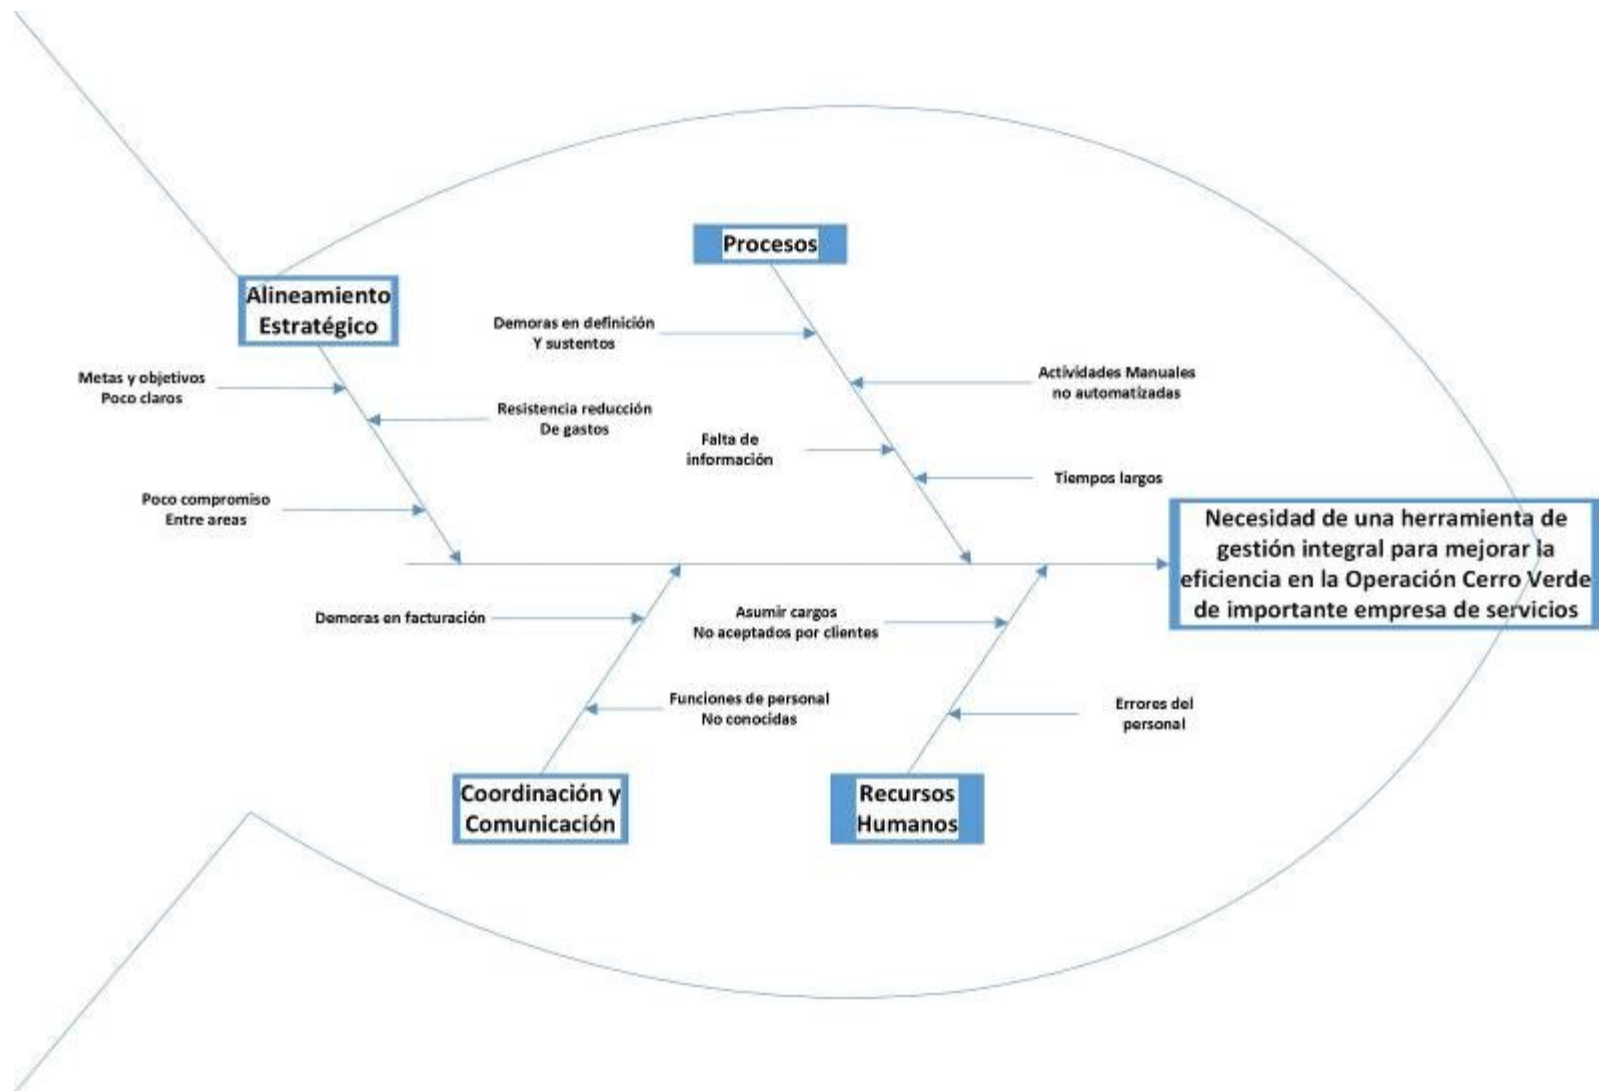 Procesos
Alineamiento
Estratégico
Demoras en definición
Y sustentos
Metas y objetivos
Poco claros
Actividades Manuales
no automatizadas
Resistencia reducción
De gastos
Falta de
información
Tiempos largos
Poco compromiso
Entre areas
Necesidad de una herramienta de
gestión integral para mejorar la
eficiencia en la Operación Cerro Verde
de importante empresa de servicios
Demoras en facturación
Asumir cargos
No aceptados por clientes
Funciones de personal
No conocidas
Errores del
personal
Coordinación y
Comunicación
Recursos
Humanos